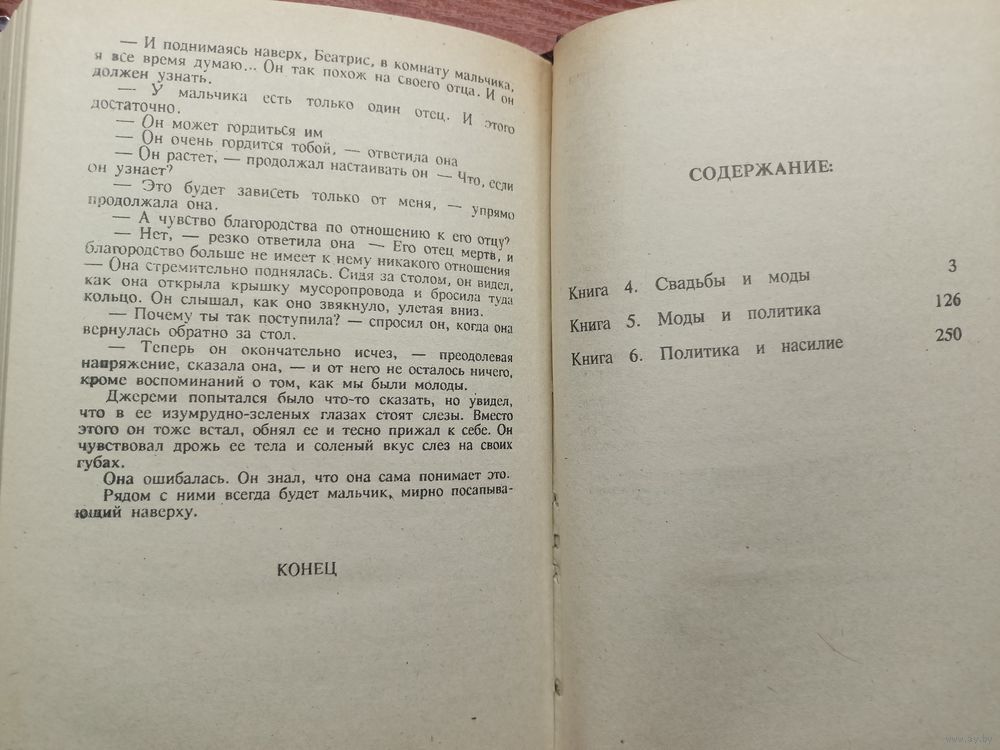 — И поднимаясь наверх, Беатрис, в комнату мальчика,
я все время думаю... Он так похож на своего отца. И он
должен узнать.
— У мальчика есть только один отец. И этого
достаточно.
— Он может гордиться им
— Он очень гордится тобой, — ответила она
— Он растет, — продолжал настаивать он — Что, если
он узнает?
— Это будет зависеть только от меня, — упрямо
продолжала она.
— А чувство благородства по отношению к его отцу?
— Нет, — резко ответила она — Его отец мертв, и
благородство больше не имеет к нему никакого отношения
— Она стремительно поднялась. Сидя за столом, он видел,
как она открыла крышку мусоропровода и бросила туда
кольцо. Он слышал, как оно звякнуло, улетая вниз.
— Почему ты так поступила? — спросил он, когда она
вернулась обратно за стол.
— Теперь он окончательно исчез, — преодолевая
напряжение, сказала она, — и от него не осталось ничего,
кроме воспоминаний о том, как мы были молоды.
Джереми попытался было что-то сказать, но увидел,
что в ее изумрудно-зеленых глазах стоят слезы. Вместо
этого он тоже встал, обнял ее и тесно прижал к себе. Он
чувствовал дрожь ее тела и соленый вкус слез на своих
губах.
Она ошибалась. Он знал, что она сама понимает это.
Рядом с ними всегда будет мальчик, мирно посапыва-
ющий наверху.
КОНЕЦ
СОДЕРЖАНИЕ:
Книга 4. Свадьбы и моды 3
Книга 5. Моды и политика 126
Книга 6. Политика и насилие 250
www.ay.by